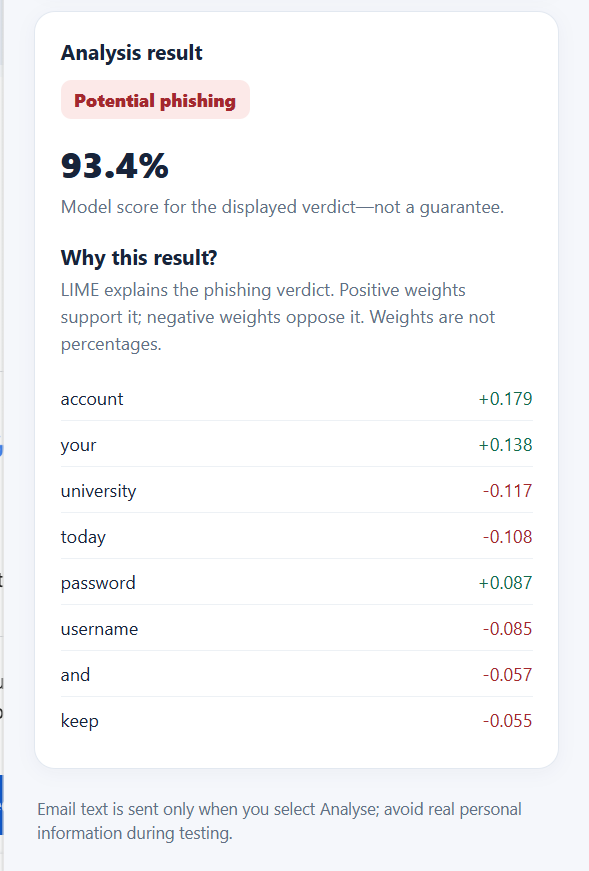 Analysis result
Potential phishing
93.4%
Model score for the displayed verdict—not a guarantee.
Why this result?
LIME explains the phishing verdict. Positive weights
support it; negative weights oppose it. Weights are not
percentages.
account +0.179
your +0.138
university -0.117
today -0.108
password +0.087
username -0.085
and -0.057
keep -0.055
Email text is sent only when you select Analyse; avoid real personal
information during testing.